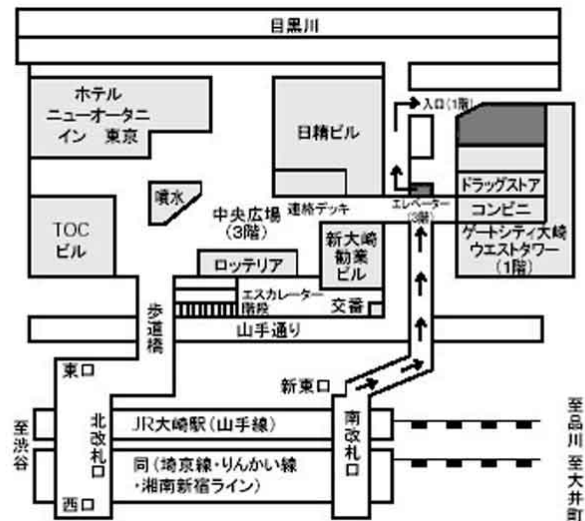 目黒川
ホテル
ニューオータニ
イン 東京
日精ビル
入口(1階)
ドラッグストア
コンビニ
ゲートシティ大崎
ウエストタワー
(1階)
TOC
ビル
噴水
中央広場
(3階)
連絡デッキ
エレベーター
(3階)
新大崎
勧業
ビル
ロッテリア
エスカレーター
階段
交番
歩道橋
山手通り
東口
新東口
至渋谷
北改札口
JR大崎駅(山手線)
南改札口
同(埼京線・りんかい線
・湘南新宿ライン)
西口
至品川
至大井町